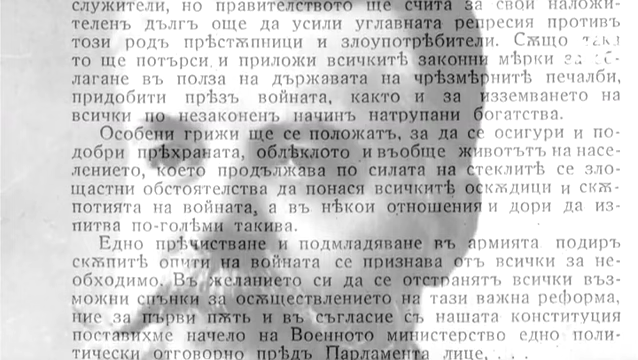 служители, но правителството ще счита за свой наложи-
теленъ дългъ още да усили углавната репресия противъ
този родъ прѣстѫпници и злоупотрѣбители. Сѫщо така
то ще потърси и приложи всичкитѣ законни мѣрки за об-
лагане въ полза на държавата на чрѣзмѣрнитѣ печалби,
придобити прѣзъ войната, както и за изземването на
всички по незаконенъ начинъ натрупани богатства.
Особени грижи ще се положатъ, за да се осигури и по-
добри прѣхраната, облѣклото и въобще животътъ на насе-
лението, което продължава по силата на стеклитѣ се зло-
щастни обстоятелства да понася всичкитѣ оскѫдици и скѫ-
потията на войната, а въ нѣкои отношения и дори да из-
питва по-големи такива.
Едно прѣчистване и подмладяване въ армията подиръ
скѫпитѣ опити на войната се признава отъ всички за не-
обходимо. Въ желанието си да се отстранятъ всички въз-
можни спънки за осѫществлението на тази важна реформа,
ние за първи пѫть и въ съгласие съ нашата конституция
поставихме начело на Военното министерство едно поли-
тически отговорно прѣдъ Парламента лице, . . .